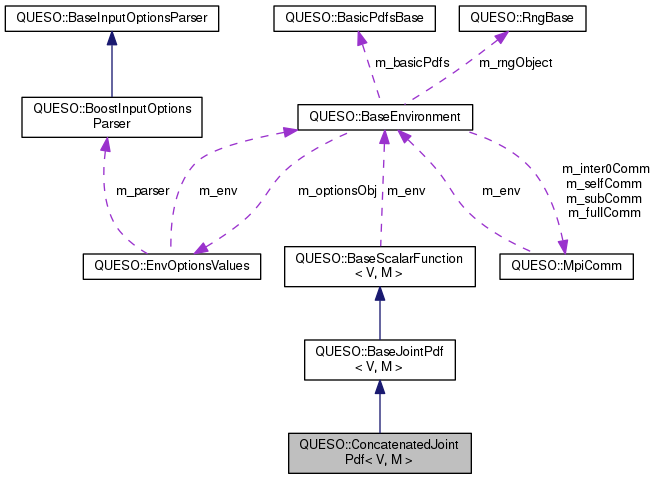 QUESO::BaseInputOptionsParser
QUESO::BasicPdfsBase
QUESO::RngBase
m_basicPdfs
m_rngObject
QUESO::BoostInputOptions
Parser
QUESO::BaseEnvironment
m_parser
m_env
m_optionsObj
m_env
m_env
m_inter0Comm
m_selfComm
m_subComm
m_fullComm
QUESO::EnvOptionsValues
QUESO::BaseScalarFunction
< V, M >
QUESO::MpiComm
QUESO::BaseJointPdf
< V, M >
QUESO::ConcatenatedJoint
Pdf< V, M >